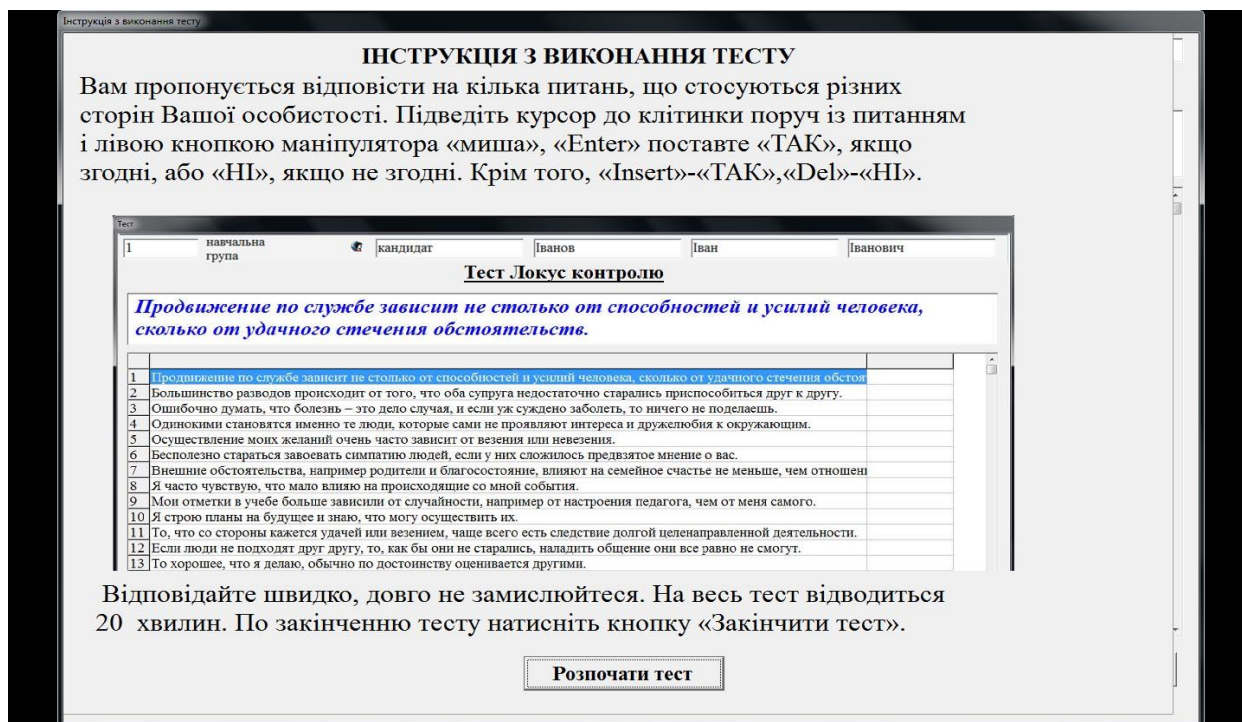 Інструкція з виконання тесту
ІНСТРУКЦІЯ З ВИКОНАННЯ ТЕСТУ
Вам пропонується відповісти на кілька питань, що стосуються різних
сторін Вашої особистості. Підведіть курсор до клітинки поруч із питанням
і лівою кнопкою маніпулятора «миша», «Enter» поставте «ТАК», якщо
згодні, або «НІ», якщо не згодні. Крім того, «Insert»-«ТАК»,«Del»-«НІ».
Тест
1 навчальна група кандидат Іванов Іван Іванович
Тест Локус контролю
Продвижение по службе зависит не столько от способностей и усилий человека,
сколько от удачного стечения обстоятельств.
1 Продвижение по службе зависит не столько от способностей и усилий человека, сколько от удачного стечения обстоя
2 Большинство разводов происходит от того, что оба супруга недостаточно старались приспособиться друг к другу.
3 Ошибочно думать, что болезнь – это дело случая, и если уж суждено заболеть, то ничего не поделаешь.
4 Одинокими становятся именно те люди, которые сами не проявляют интереса и дружелюбия к окружающим.
5 Осуществление моих желаний очень часто зависит от везения или невезения.
6 Бесполезно стараться завоевать симпатию людей, если у них сложилось предвзятое мнение о вас.
7 Внешние обстоятельства, например родители и благосостояние, влияют на семейное счастье не меньше, чем отношени
8 Я часто чувствую, что мало влияю на происходящие со мной события.
9 Мои отметки в учебе больше зависили от случайности, например от настроения педагога, чем от меня самого.
10 Я строю планы на будущее и знаю, что могу осуществить их.
11 То, что со стороны кажется удачей или везением, чаще всего есть следствие долгой целенаправленной деятельности.
12 Если люди не подходят друг другу, то, как бы они не старались, наладить общение они все равно не смогут.
13 То хорошее, что я делаю, обычно по достоинству оценивается другими.
Відповідайте швидко, довго не замислюйтеся. На весь тест відводиться
20 хвилин. По закінченню тесту натисніть кнопку «Закінчити тест».
Розпочати тест